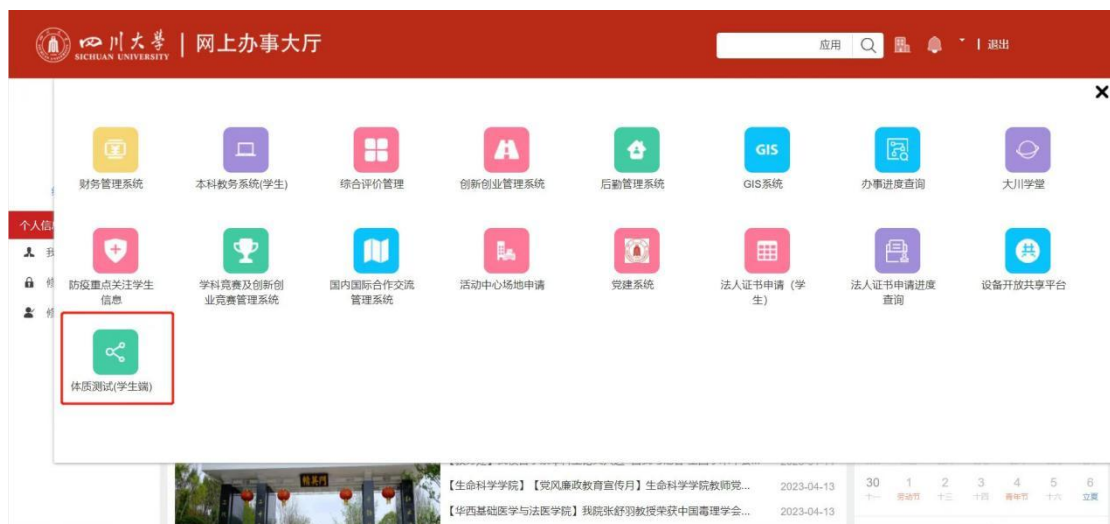 四川大学
SICHUAN UNIVERSITY
网上办事大厅
应用
退出
财务管理系统
本科教务系统(学生)
综合评价管理
创新创业管理系统
后勤管理系统
GIS
GIS系统
办事进度查询
大川学堂
个人信
防疫重点关注学生
信息
学科竞赛及创新创
业竞赛管理系统
国内国际合作交流
管理系统
活动中心场地申请
党建系统
法人证书申请（学
生）
法人证书申请进度
查询
共
设备开放共享平台
体质测试(学生端)
【生命科学学院】【党风廉政教育宣传月】生命科学学院教师党... 2023-04-13
【华西基础医学与法医学院】我院张舒羽教授荣获中国毒理学会... 2023-04-13
30 1 2 3 4 5 6
十一 劳动节 十三 十四 青年节 十六 立夏